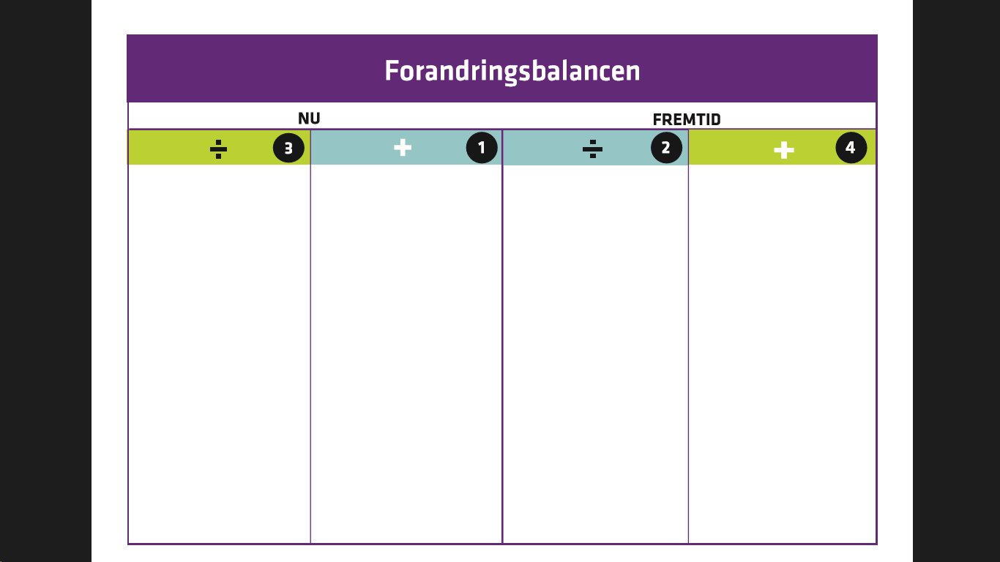 Forandringsbalancen
NU FREMTID
÷ 3 + 1 ÷ 2 + 4